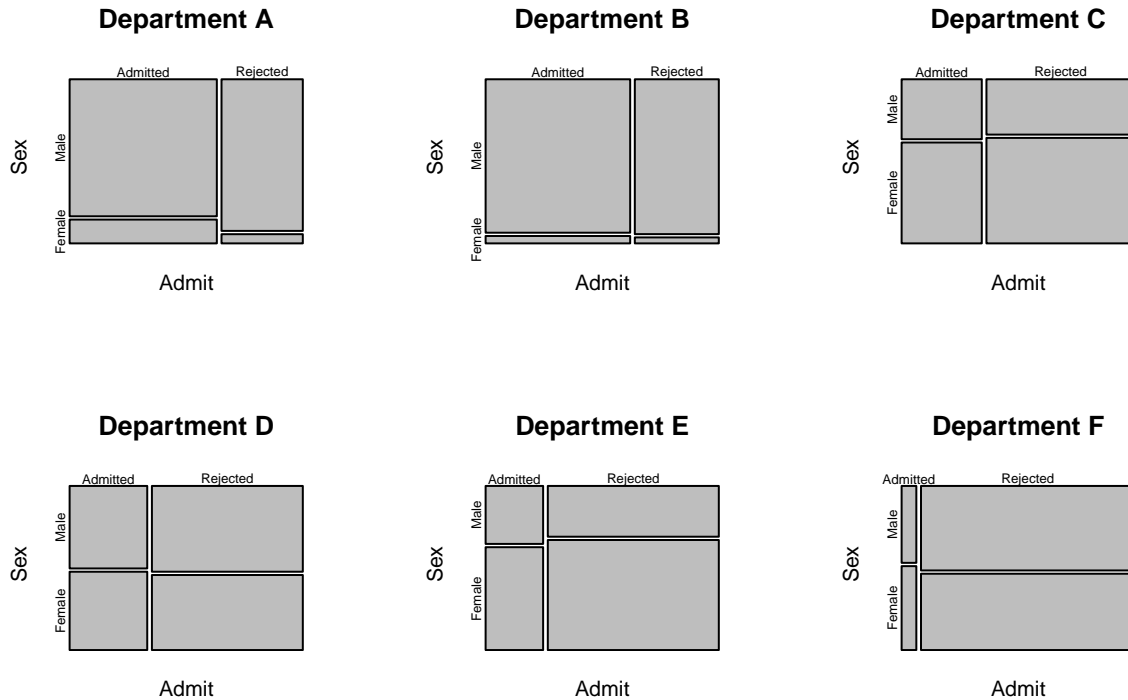 Department A
Admitted Rejected
Male
Female
Sex
Admit
Department B
Admitted Rejected
Male
Female
Sex
Admit
Department C
Admitted Rejected
Male
Female
Sex
Admit
Department D
Admitted Rejected
Male
Female
Sex
Admit
Department E
Admitted Rejected
Male
Female
Sex
Admit
Department F
Admitted Rejected
Male
Female
Sex
Admit